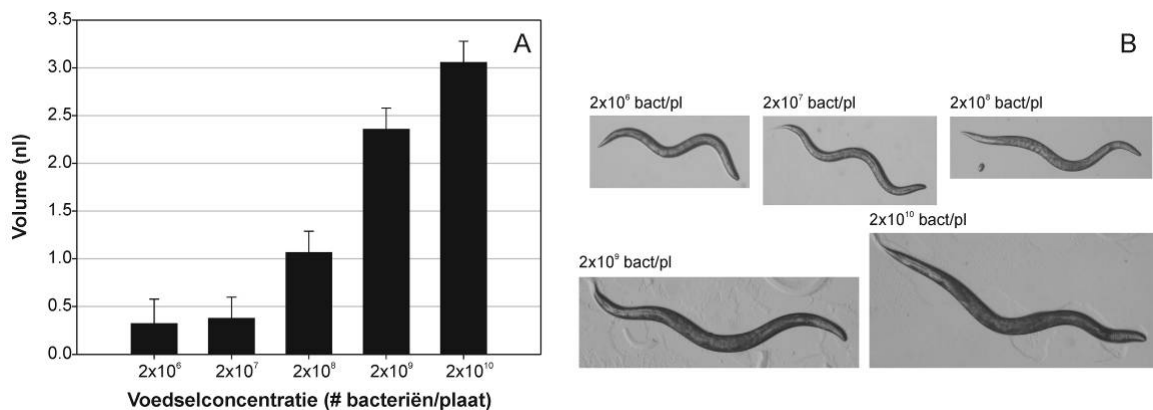 A
3.5
3.0
2.5
2.0
1.5
1.0
0.5
0.0
Volume (nl)
2x10⁶
2x10⁷
2x10⁸
2x10⁹
2x10¹⁰
Voedselconcentratie (# bacteriën/plaat)
B
2x10⁶ bact/pl
2x10⁷ bact/pl
2x10⁸ bact/pl
2x10⁹ bact/pl
2x10¹⁰ bact/pl